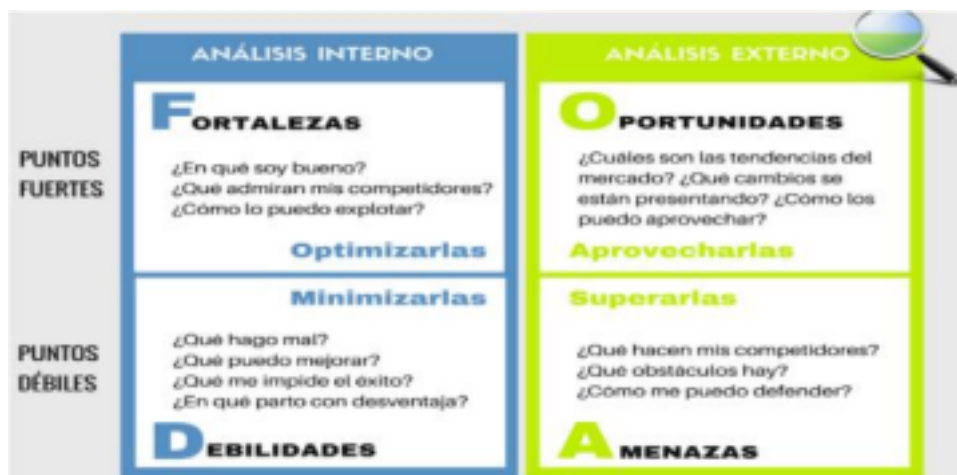 ANÁLISIS INTERNO
ANÁLISIS EXTERNO
PUNTOS
FUERTES
FORTALEZAS
¿En qué soy bueno?
¿Qué admiran mis competidores?
¿Cómo lo puedo explotar?
Optimizarlas
OPORTUNIDADES
¿Cuáles son las tendencias del
mercado? ¿Qué cambios se
están presentando? ¿Cómo los
puedo aprovechar?
Aprovecharlas
PUNTOS
DÉBILES
Minimizarlas
¿Qué hago mal?
¿Qué puedo mejorar?
¿Qué me impide el éxito?
¿En qué parto con desventaja?
DEBILIDADES
Superarlas
¿Qué hacen mis competidores?
¿Qué obstáculos hay?
¿Cómo me puedo defender?
AMENAZAS